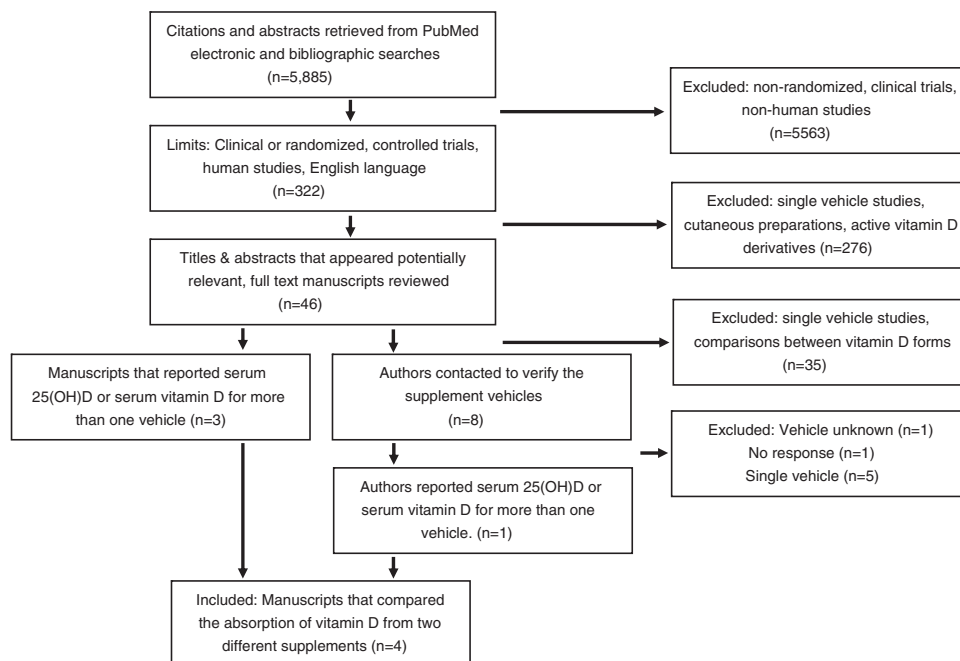 Citations and abstracts retrieved from PubMed
electronic and bibliographic searches
(n=5,885)
Excluded: non-randomized, clinical trials,
non-human studies
(n=5563)
Limits: Clinical or randomized, controlled trials,
human studies, English language
(n=322)
Excluded: single vehicle studies,
cutaneous preparations, active vitamin D
derivatives (n=276)
Titles & abstracts that appeared potentially
relevant, full text manuscripts reviewed
(n=46)
Excluded: single vehicle studies,
comparisons between vitamin D forms
(n=35)
Manuscripts that reported serum
25(OH)D or serum vitamin D for more
than one vehicle (n=3)
Authors contacted to verify the
supplement vehicles
(n=8)
Excluded: Vehicle unknown (n=1)
No response (n=1)
Single vehicle (n=5)
Authors reported serum 25(OH)D or
serum vitamin D for more than one
vehicle. (n=1)
Included: Manuscripts that compared
the absorption of vitamin D from two
different supplements (n=4)